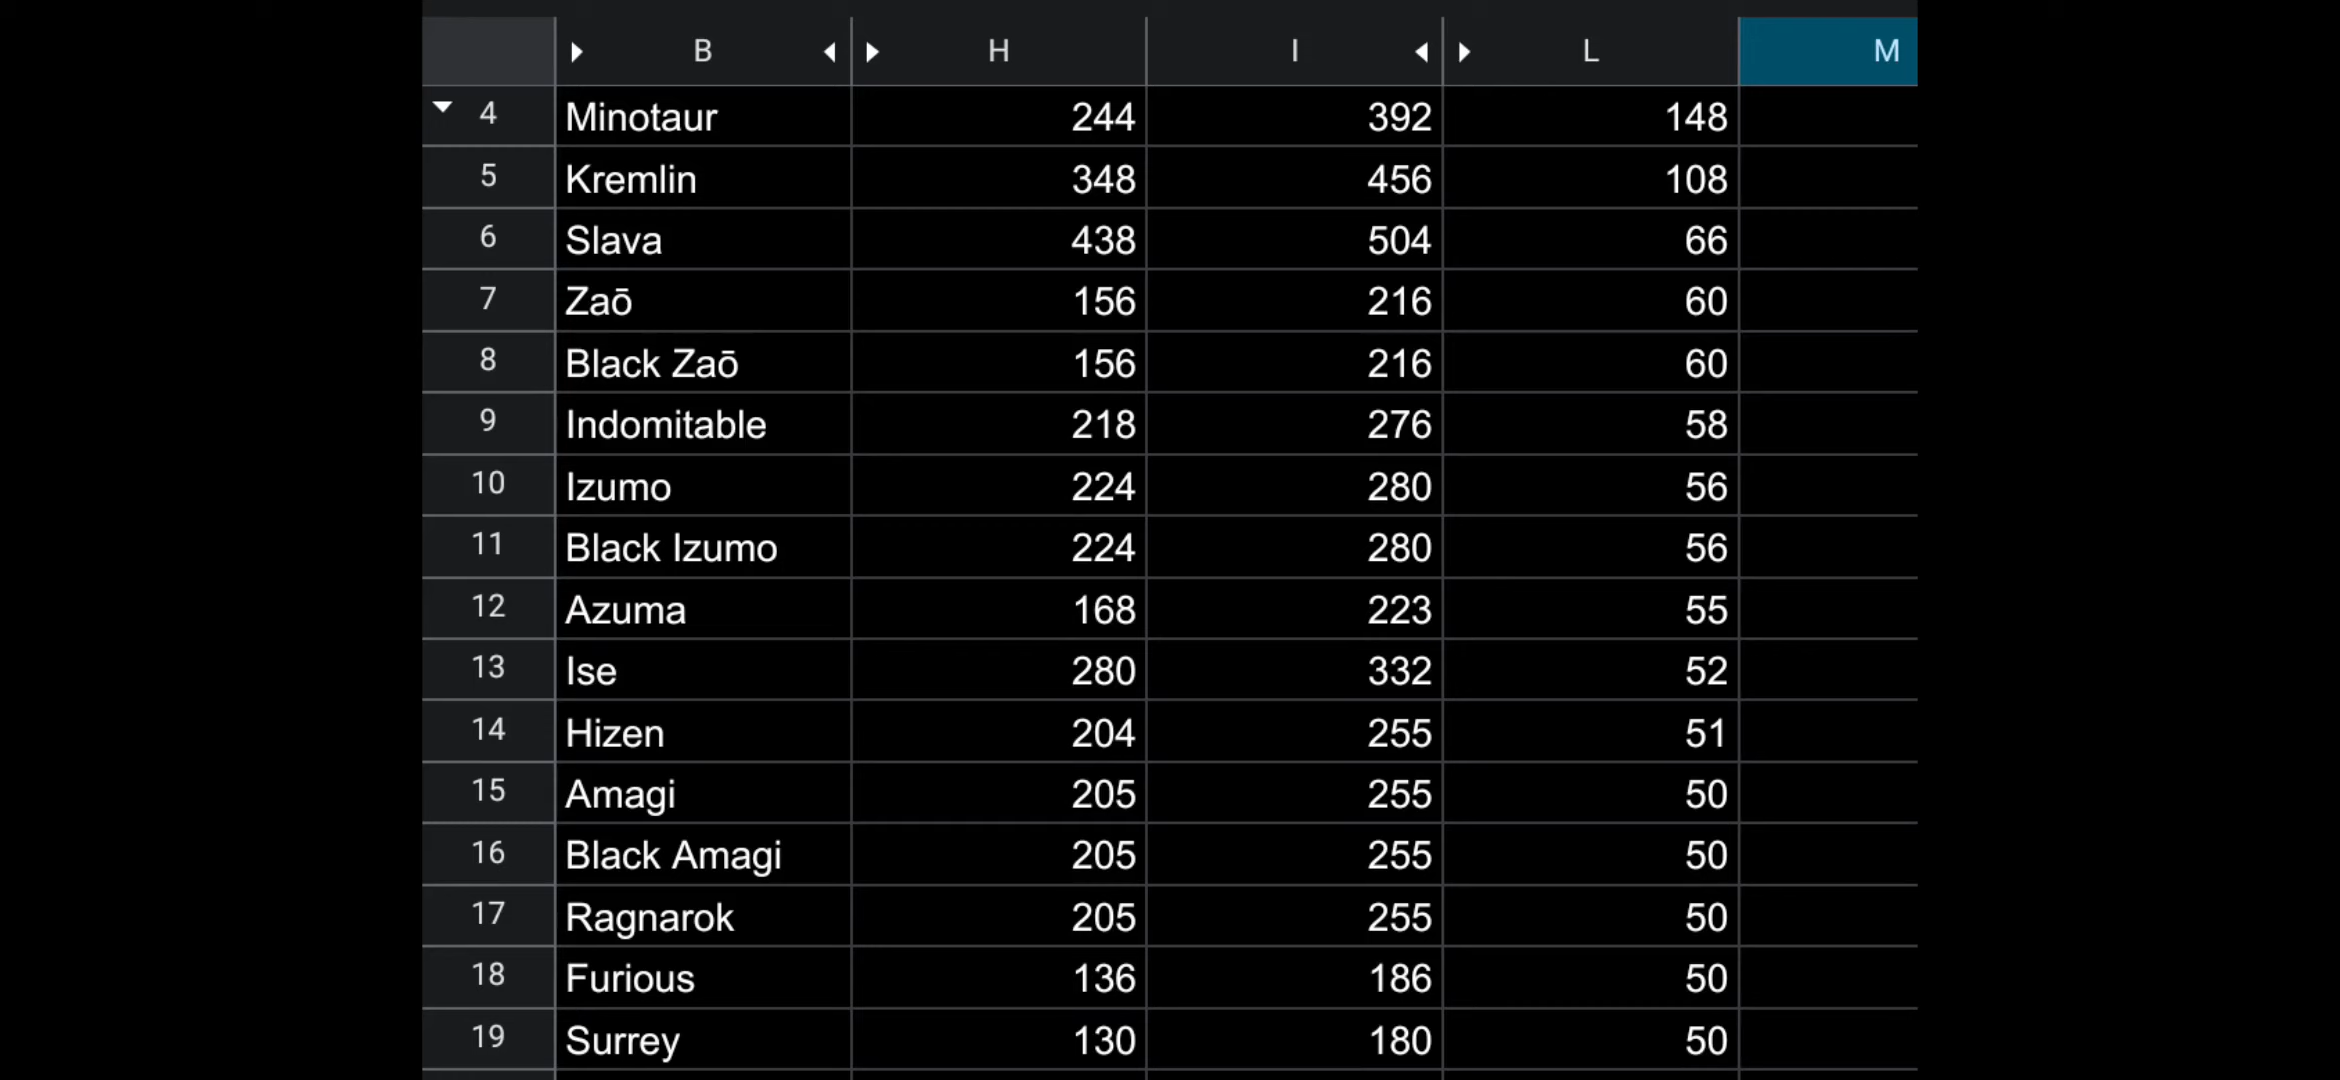 B H I L M
4 Minotaur 244 392 148
5 Kremlin 348 456 108
6 Slava 438 504 66
7 Zaō 156 216 60
8 Black Zaō 156 216 60
9 Indomitable 218 276 58
10 Izumo 224 280 56
11 Black Izumo 224 280 56
12 Azuma 168 223 55
13 Ise 280 332 52
14 Hizen 204 255 51
15 Amagi 205 255 50
16 Black Amagi 205 255 50
17 Ragnarok 205 255 50
18 Furious 136 186 50
19 Surrey 130 180 50